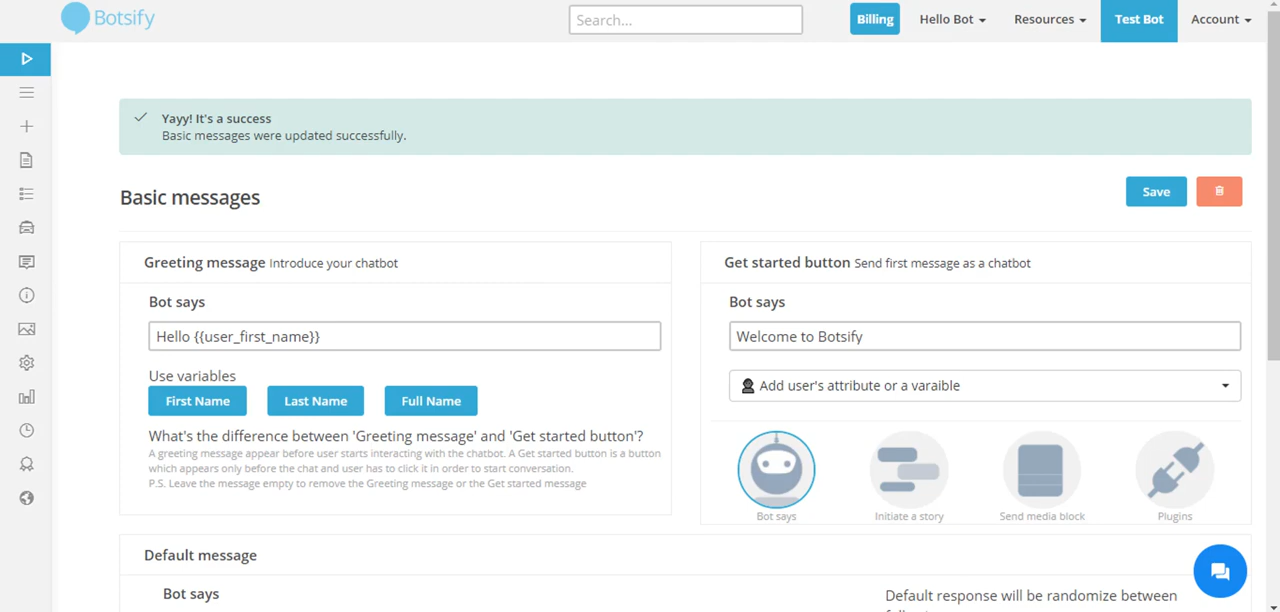 Botsify
Search...
Billing
Hello Bot
Resources
Test Bot
Account
Yayy! It's a success
Basic messages were updated successfully.
Basic messages
Save
Greeting message Introduce your chatbot
Bot says
Hello {{user_first_name}}
Use variables
First Name
Last Name
Full Name
What's the difference between 'Greeting message' and 'Get started button'?
A greeting message appear before user starts interacting with the chatbot. A Get started button is a button
which appears only before the chat and user has to click it in order to start conversation.
P.S. Leave the message empty to remove the Greeting message or the Get started message
Get started button Send first message as a chatbot
Bot says
Welcome to Botsify
Add user's attribute or a varaible
Bot says
Initiate a story
Send media block
Plugins
Default message
Bot says
Default response will be randomize between